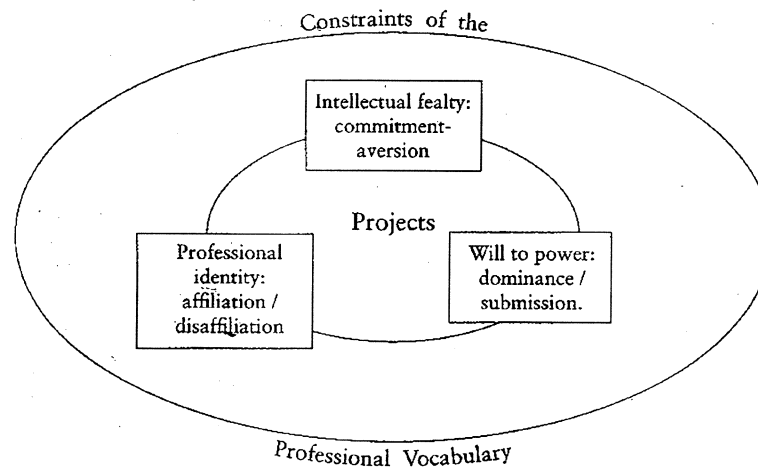 Constraints of the
Intellectual fealty:
commitment-
aversion
Projects
Professional
identity:
affiliation /
disaffiliation
Will to power:
dominance /
submission.
Professional Vocabulary